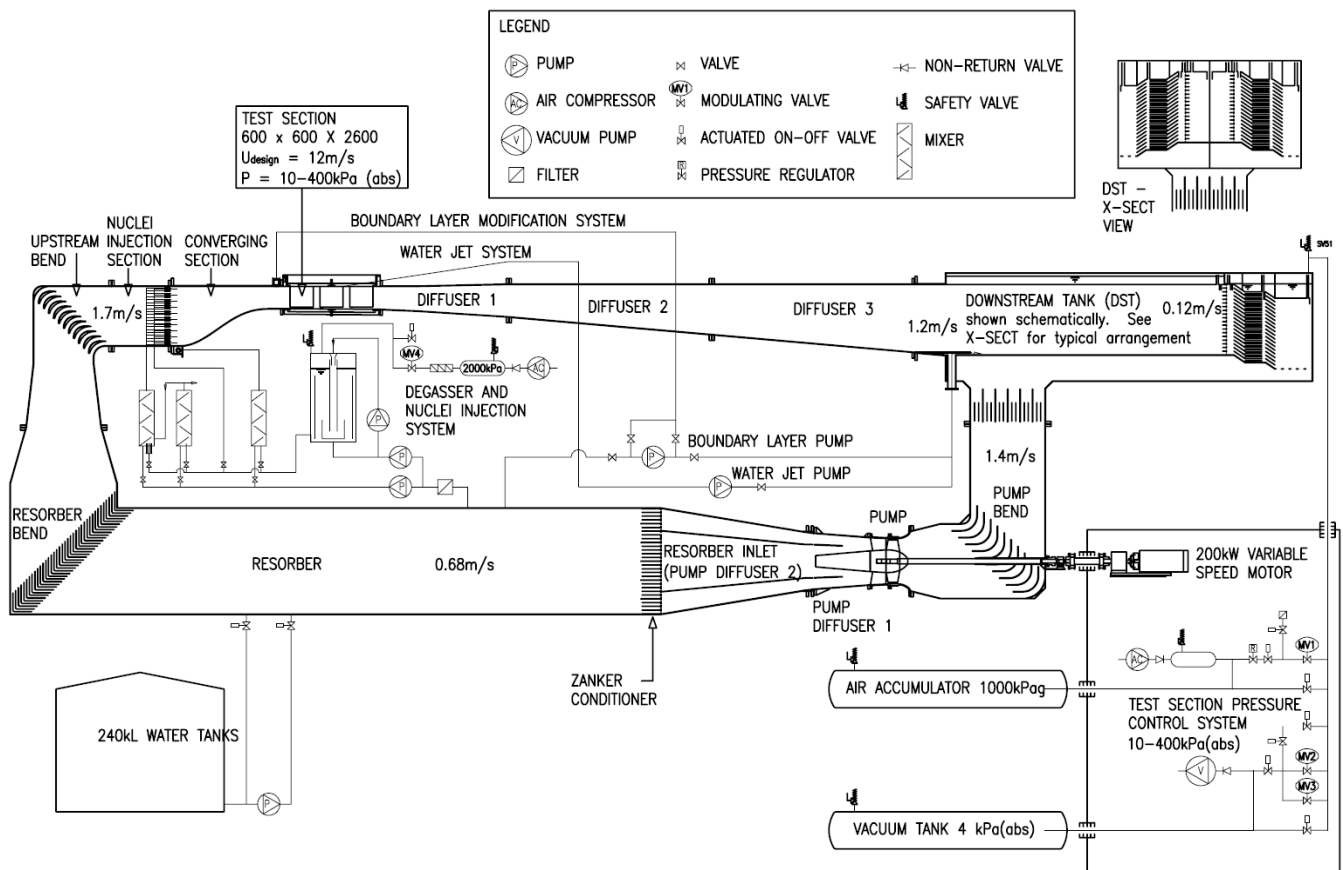 LEGEND
P PUMP
AC AIR COMPRESSOR
V VACUUM PUMP
FILTER
VALVE
MV1 MODULATING VALVE
ACTUATED ON-OFF VALVE
R PRESSURE REGULATOR
NON-RETURN VALVE
SAFETY VALVE
MIXER
DST -
X-SECT
VIEW
TEST SECTION
600 x 600 X 2600
Udesign = 12m/s
P = 10-400kPa (abs)
BOUNDARY LAYER MODIFICATION SYSTEM
WATER JET SYSTEM
UPSTREAM
BEND
NUCLEI
INJECTION
SECTION
CONVERGING
SECTION
SV51
1.7m/s
DIFFUSER 1
DIFFUSER 2
DIFFUSER 3
1.2m/s
DOWNSTREAM TANK (DST)
shown schematically. See
X-SECT for typical arrangement
0.12m/s
MV4
2000kPa
AC
DEGASSER AND
NUCLEI INJECTION
SYSTEM
P
P
P
BOUNDARY LAYER PUMP
P
WATER JET PUMP
P
1.4m/s
PUMP
BEND
RESORBER
BEND
RESORBER
0.68m/s
RESORBER INLET
(PUMP DIFFUSER 2)
PUMP
PUMP
DIFFUSER 1
200kW VARIABLE
SPEED MOTOR
ZANKER
CONDITIONER
240kL WATER TANKS
P
AIR ACCUMULATOR 1000kPag
VACUUM TANK 4 kPa(abs)
AC
R
MV1
TEST SECTION PRESSURE
CONTROL SYSTEM
10-400kPa(abs)
V
MV2
MV3